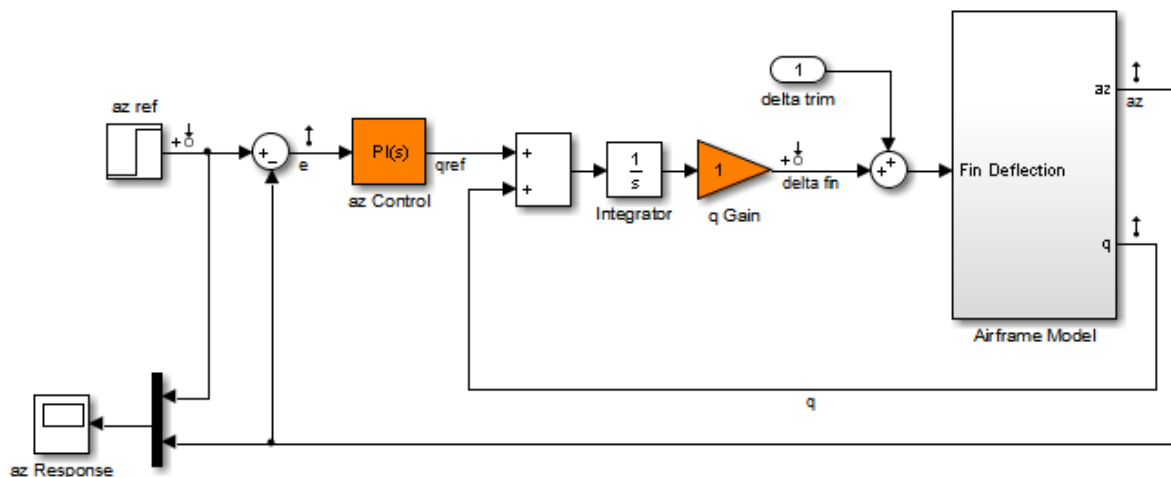 az ref
+
+
−
e
PI(s)
az Control
qref
+
+
1
s
Integrator
1
q Gain
+
delta fin
1
delta trim
+
+
Fin Deflection
az
q
Airframe Model
az
q
az Response